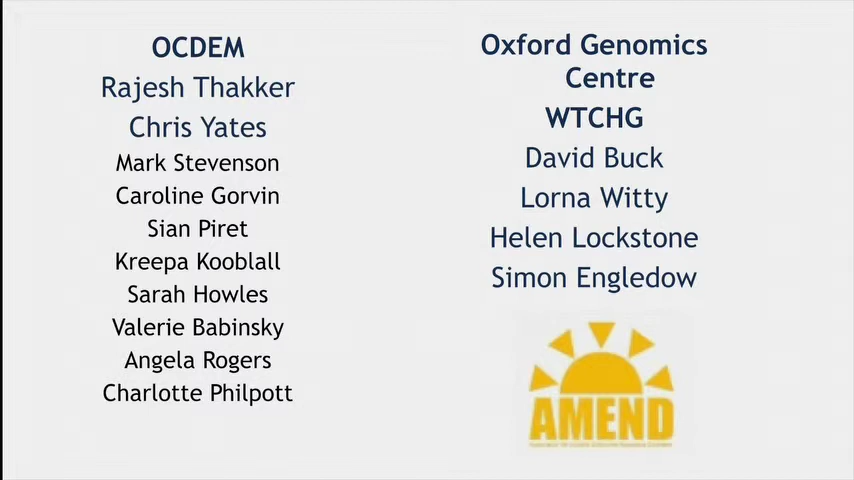 OCDEM
Rajesh Thakker
Chris Yates
Mark Stevenson
Caroline Gorvin
Sian Piret
Kreepa Kooblall
Sarah Howles
Valerie Babinsky
Angela Rogers
Charlotte Philpott
Oxford Genomics
Centre
WTCHG
David Buck
Lorna Witty
Helen Lockstone
Simon Engledow
AMEND